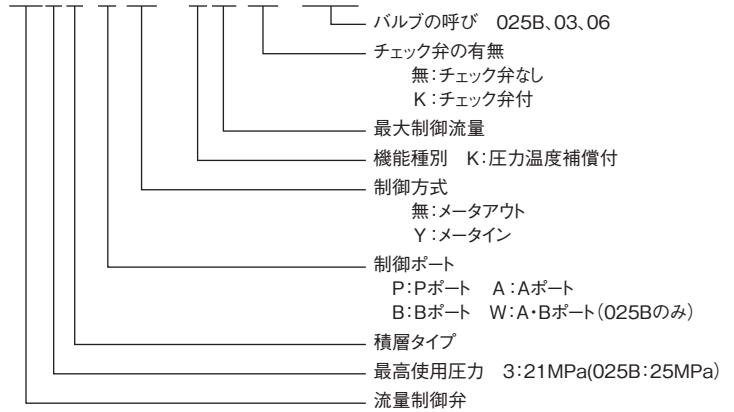 バルブの呼び　025B、03、06
チェック弁の有無
無：チェック弁なし
K：チェック弁付
最大制御流量
機能種別　K：圧力温度補償付
制御方式
無：メータアウト
Y：メータイン
制御ポート
P：Pポート　A：Aポート
B：Bポート　W：A・Bポート（025Bのみ）
積層タイプ
最高使用圧力　3：21MPa(025B：25MPa)
流量制御弁